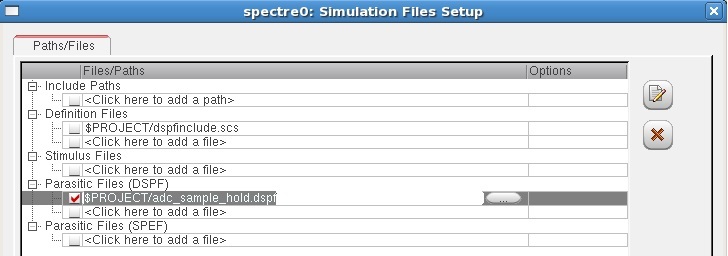 spectre0: Simulation Files Setup
Paths/Files
Files/Paths Options
Include Paths
<Click here to add a path>
Definition Files
$PROJECT/dspfinclude.scs
<Click here to add a file>
Stimulus Files
<Click here to add a file>
Parasitic Files (DSPF)
$PROJECT/adc_sample_hold.dspf ...
<Click here to add a file>
Parasitic Files (SPEF)
<Click here to add a file>